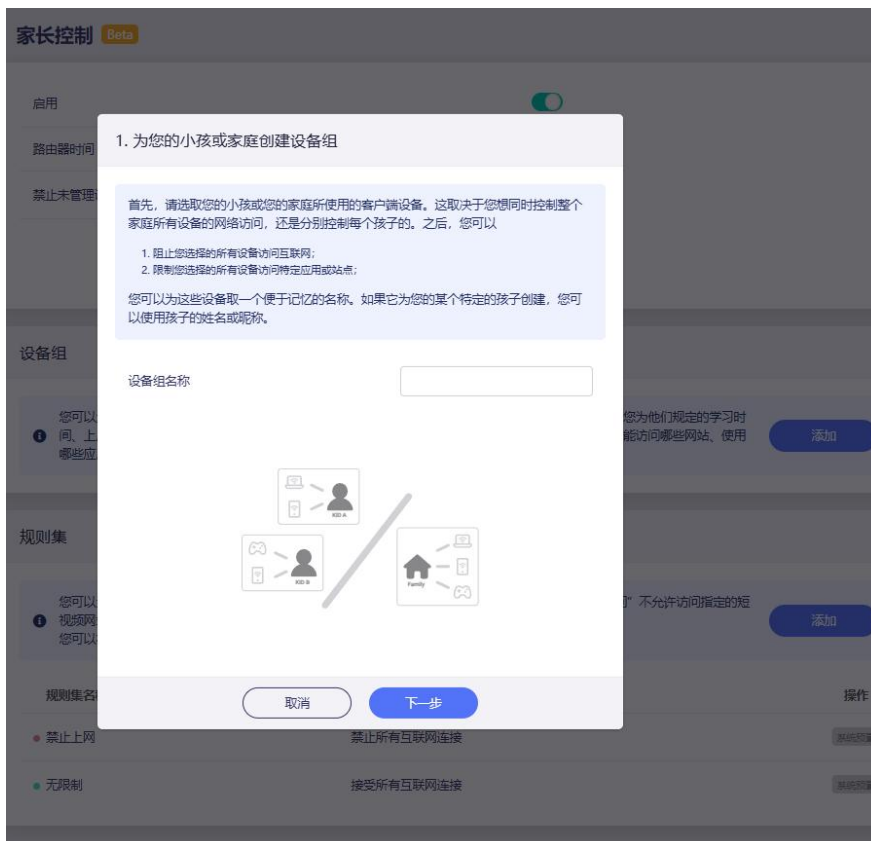 家长控制 Beta
启用
路由器时间
禁止未管理
1. 为您的小孩或家庭创建设备组
首先，请选取您的小孩或您的家庭所使用的客户端设备。这取决于您想同时控制整个
家庭所有设备的网络访问，还是分别控制每个孩子的。之后，您可以
1. 阻止您选择的所有设备访问互联网;
2. 限制您选择的所有设备访问特定应用或站点;
您可以为这些设备取一个便于记忆的名称。如果它为您的某个特定的孩子创建，您可
以使用孩子的姓名或昵称。
设备组名称
KID A
KID B
Family
取消
下一步
设备组
您可以
您为他们规定的学习时
间、上
能访问哪些网站、使用
哪些应
添加
规则集
您可以
不允许访问指定的短
视频网
您可以
添加
规则集名
操作
禁止上网
禁止所有互联网连接
无限制
接受所有互联网连接